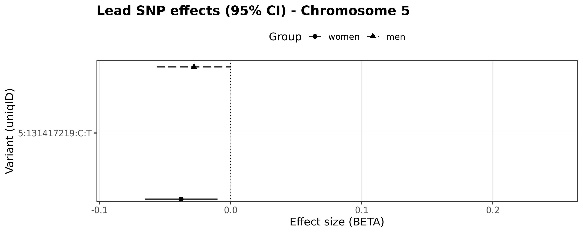 Lead SNP effects (95% CI) - Chromosome 5
Group women men
Variant (uniqID)
5:131417219:C:T
-0.1 0.0 0.1 0.2
Effect size (BETA)